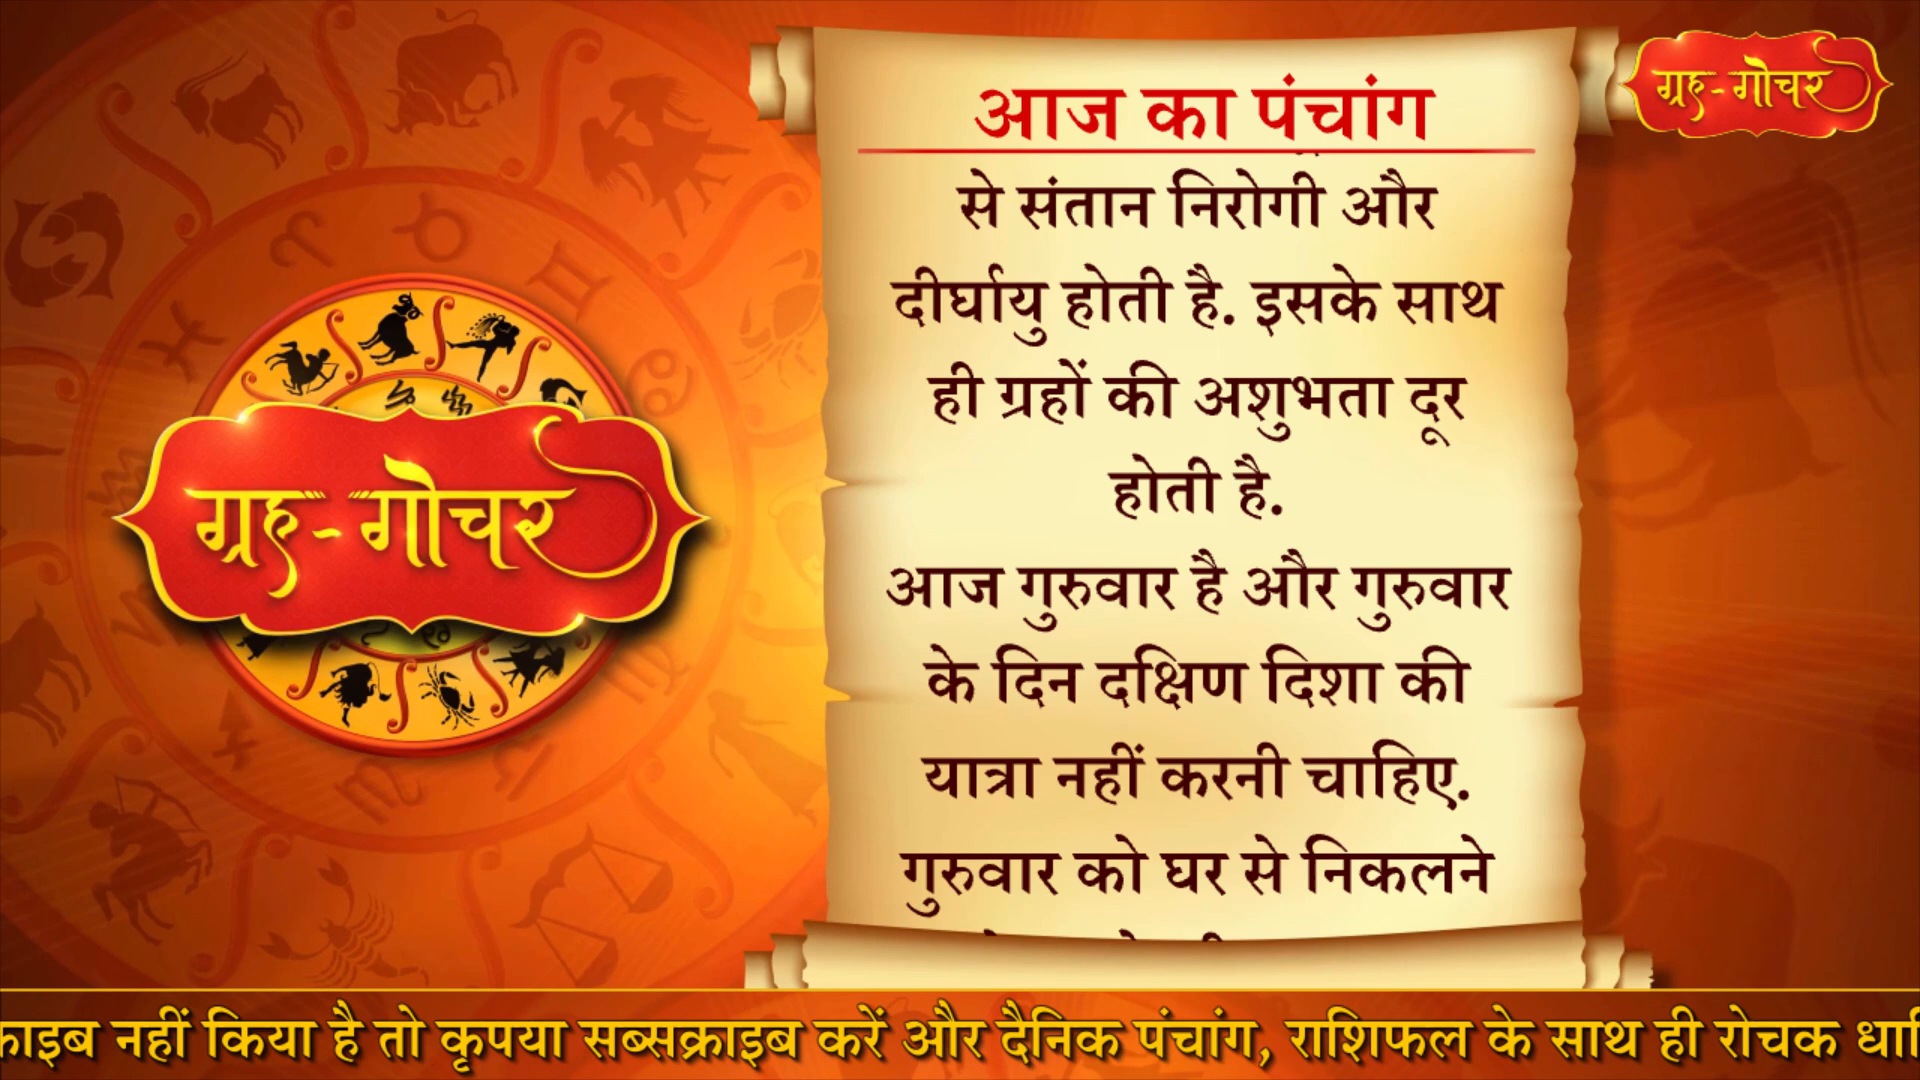 आज का पंचांग
ग्रह-गोचर
से संतान निरोगी और
दीर्घायु होती है. इसके साथ
ही ग्रहों की अशुभता दूर
होती है.
आज गुरुवार है और गुरुवार
के दिन दक्षिण दिशा की
यात्रा नहीं करनी चाहिए.
गुरुवार को घर से निकलने
ग्रह-गोचर
नहीं किया है तो कृपया सब्सक्राइब करें और दैनिक पंचांग, राशिफल के साथ ही रोचक